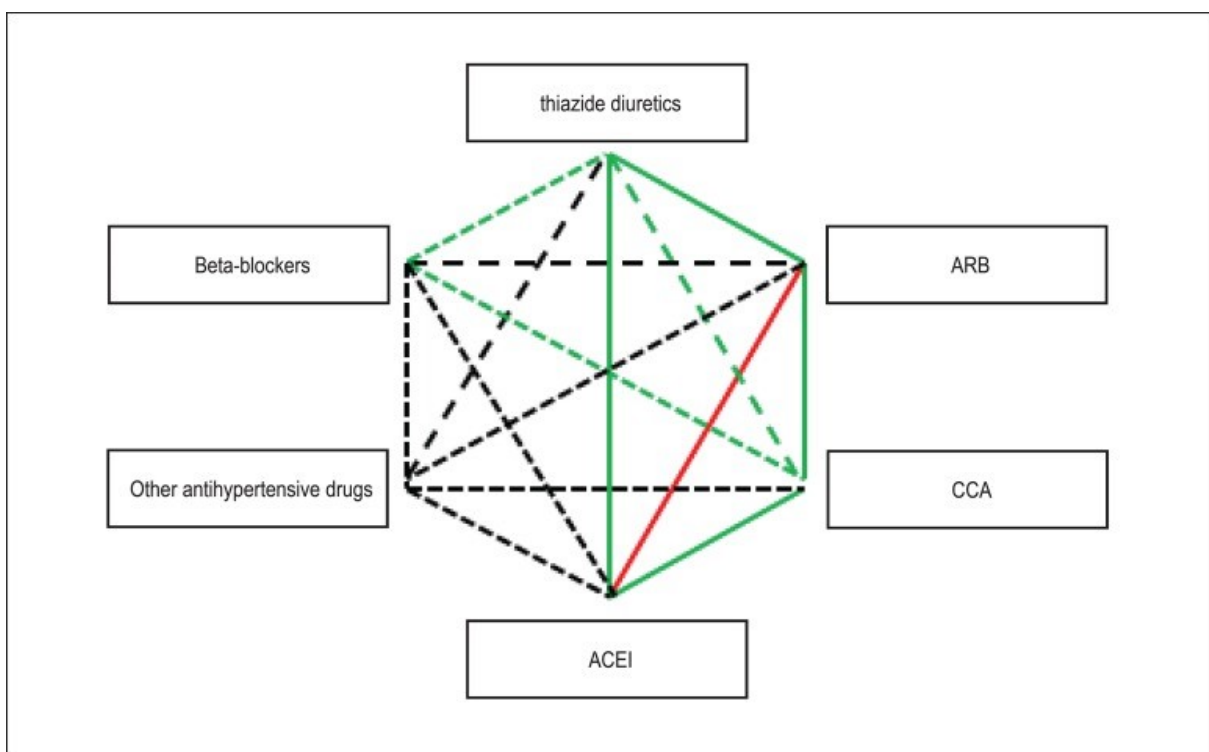 thiazide diuretics
Beta-blockers
ARB
Other antihypertensive drugs
CCA
ACEI